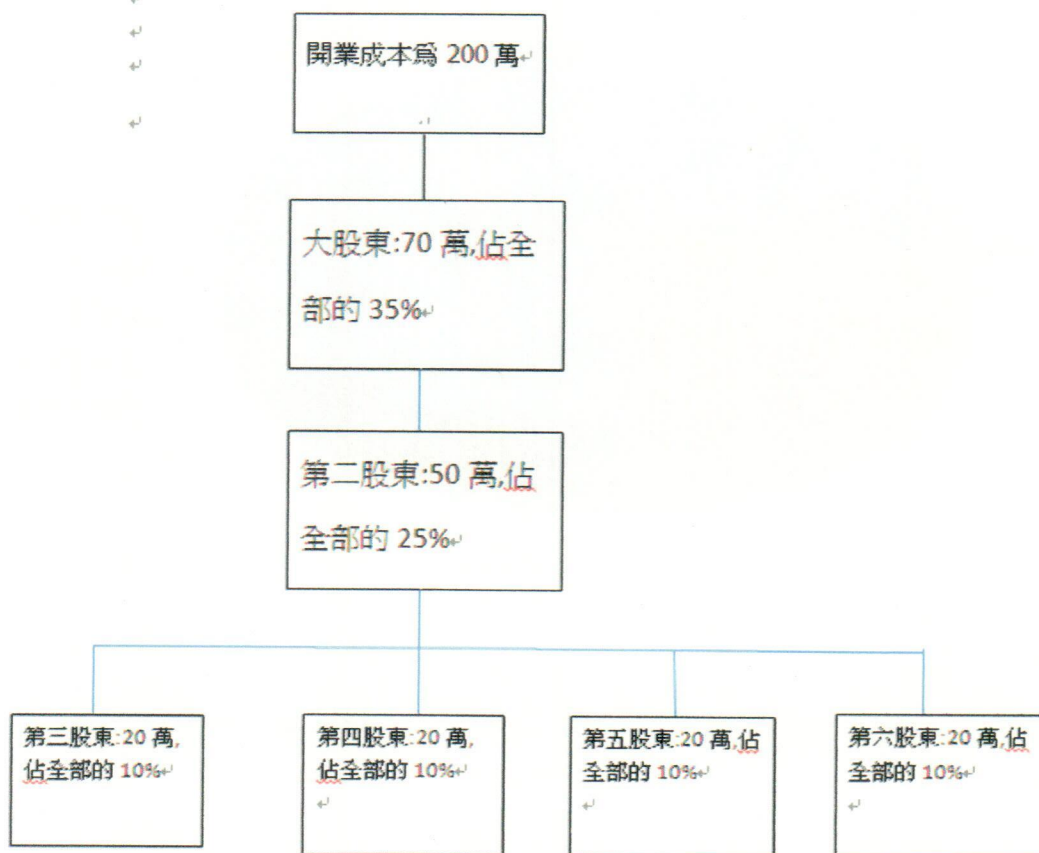 開業成本爲 200 萬
大股東:70 萬,佔全
部的 35%
第二股東:50 萬,佔
全部的 25%
第三股東:20 萬,
佔全部的 10%
第四股東:20 萬,
佔全部的 10%
第五股東:20 萬,佔
全部的 10%
第六股東:20 萬,佔
全部的 10%